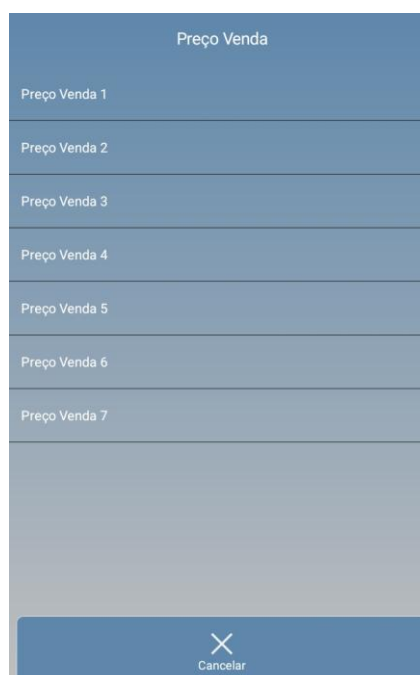 Preço Venda
Preço Venda 1
Preço Venda 2
Preço Venda 3
Preço Venda 4
Preço Venda 5
Preço Venda 6
Preço Venda 7
Cancelar